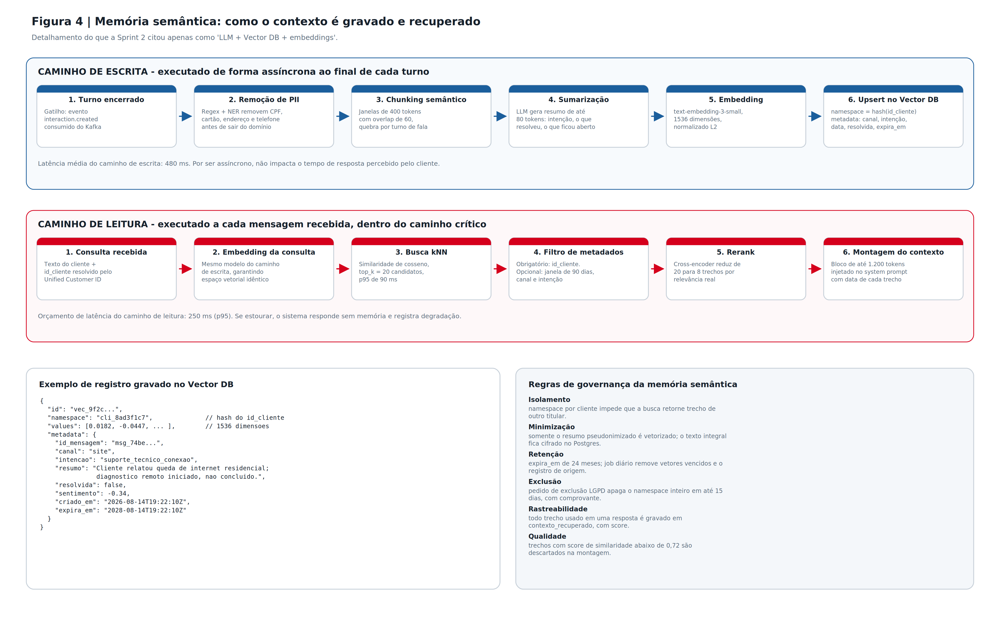 Figura 4 | Memória semântica: como o contexto é gravado e recuperado
Detalhamento do que a Sprint 2 citou apenas como 'LLM + Vector DB + embeddings'.
CAMINHO DE ESCRITA - executado de forma assíncrona ao final de cada turno
1. Turno encerrado
Gatilho: evento
interaction.created
consumido do Kafka
2. Remoção de PII
Regex + NER removem CPF,
cartão, endereço e telefone
antes de sair do domínio
3. Chunking semântico
Janelas de 400 tokens
com overlap de 60,
quebra por turno de fala
4. Sumarização
LLM gera resumo de até
80 tokens: intenção, o que
resolveu, o que ficou aberto
5. Embedding
text-embedding-3-small,
1536 dimensões,
normalizado L2
6. Upsert no Vector DB
namespace = hash(id_cliente)
metadata: canal, intenção,
data, resolvida, expira_em
Latência média do caminho de escrita: 480 ms. Por ser assíncrono, não impacta o tempo de resposta percebido pelo cliente.
CAMINHO DE LEITURA - executado a cada mensagem recebida, dentro do caminho crítico
1. Consulta recebida
Texto do cliente +
id_cliente resolvido pelo
Unified Customer ID
2. Embedding da consulta
Mesmo modelo do caminho
de escrita, garantindo
espaço vetorial idêntico
3. Busca kNN
Similaridade de cosseno,
top_k = 20 candidatos,
p95 de 90 ms
4. Filtro de metadados
Obrigatório: id_cliente.
Opcional: janela de 90 dias,
canal e intenção
5. Rerank
Cross-encoder reduz de
20 para 8 trechos por
relevância real
6. Montagem do contexto
Bloco de até 1.200 tokens
injetado no system prompt
com data de cada trecho
Orçamento de latência do caminho de leitura: 250 ms (p95). Se estourar, o sistema responde sem memória e registra degradação.
Exemplo de registro gravado no Vector DB
{
"id": "vec_9f2c...",
"namespace": "cli_8ad3f1c7", // hash do id_cliente
"values": [0.0182, -0.0447, ... ], // 1536 dimensoes
"metadata": {
"id_mensagem": "msg_74be...",
"canal": "site",
"intencao": "suporte_tecnico_conexao",
"resumo": "Cliente relatou queda de internet residencial;
diagnostico remoto iniciado, nao concluido.",
"resolvida": false,
"sentimento": -0.34,
"criado_em": "2026-08-14T19:22:10Z",
"expira_em": "2028-08-14T19:22:10Z"
}
}
Regras de governança da memória semântica
Isolamento
namespace por cliente impede que a busca retorne trecho de
outro titular.
Minimização
somente o resumo pseudonimizado é vetorizado; o texto integral
fica cifrado no Postgres.
Retenção
expira_em de 24 meses; job diário remove vetores vencidos e o
registro de origem.
Exclusão
pedido de exclusão LGPD apaga o namespace inteiro em até 15
dias, com comprovante.
Rastreabilidade
todo trecho usado em uma resposta é gravado em
contexto_recuperado, com score.
Qualidade
trechos com score de similaridade abaixo de 0,72 são
descartados na montagem.